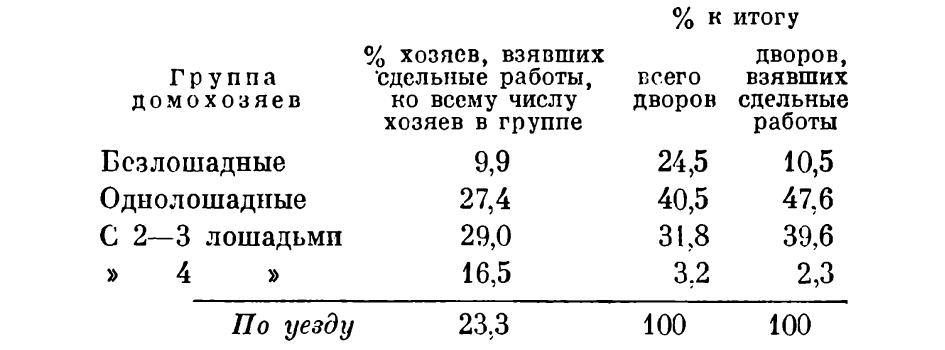 % к итогу
% хозяев, взявших дворов,
Группа сдельные работы, всего взявших
домохозяев ко всему числу дворов сдельные
хозяев в группе работы
Безлошадные 9,9 24,5 10,5
Однолошадные 27,4 40,5 47,6
С 2—3 лошадьми 29,0 31,8 39,6
» 4 » 16,5 3,2 2,3
По уезду 23,3 100 100